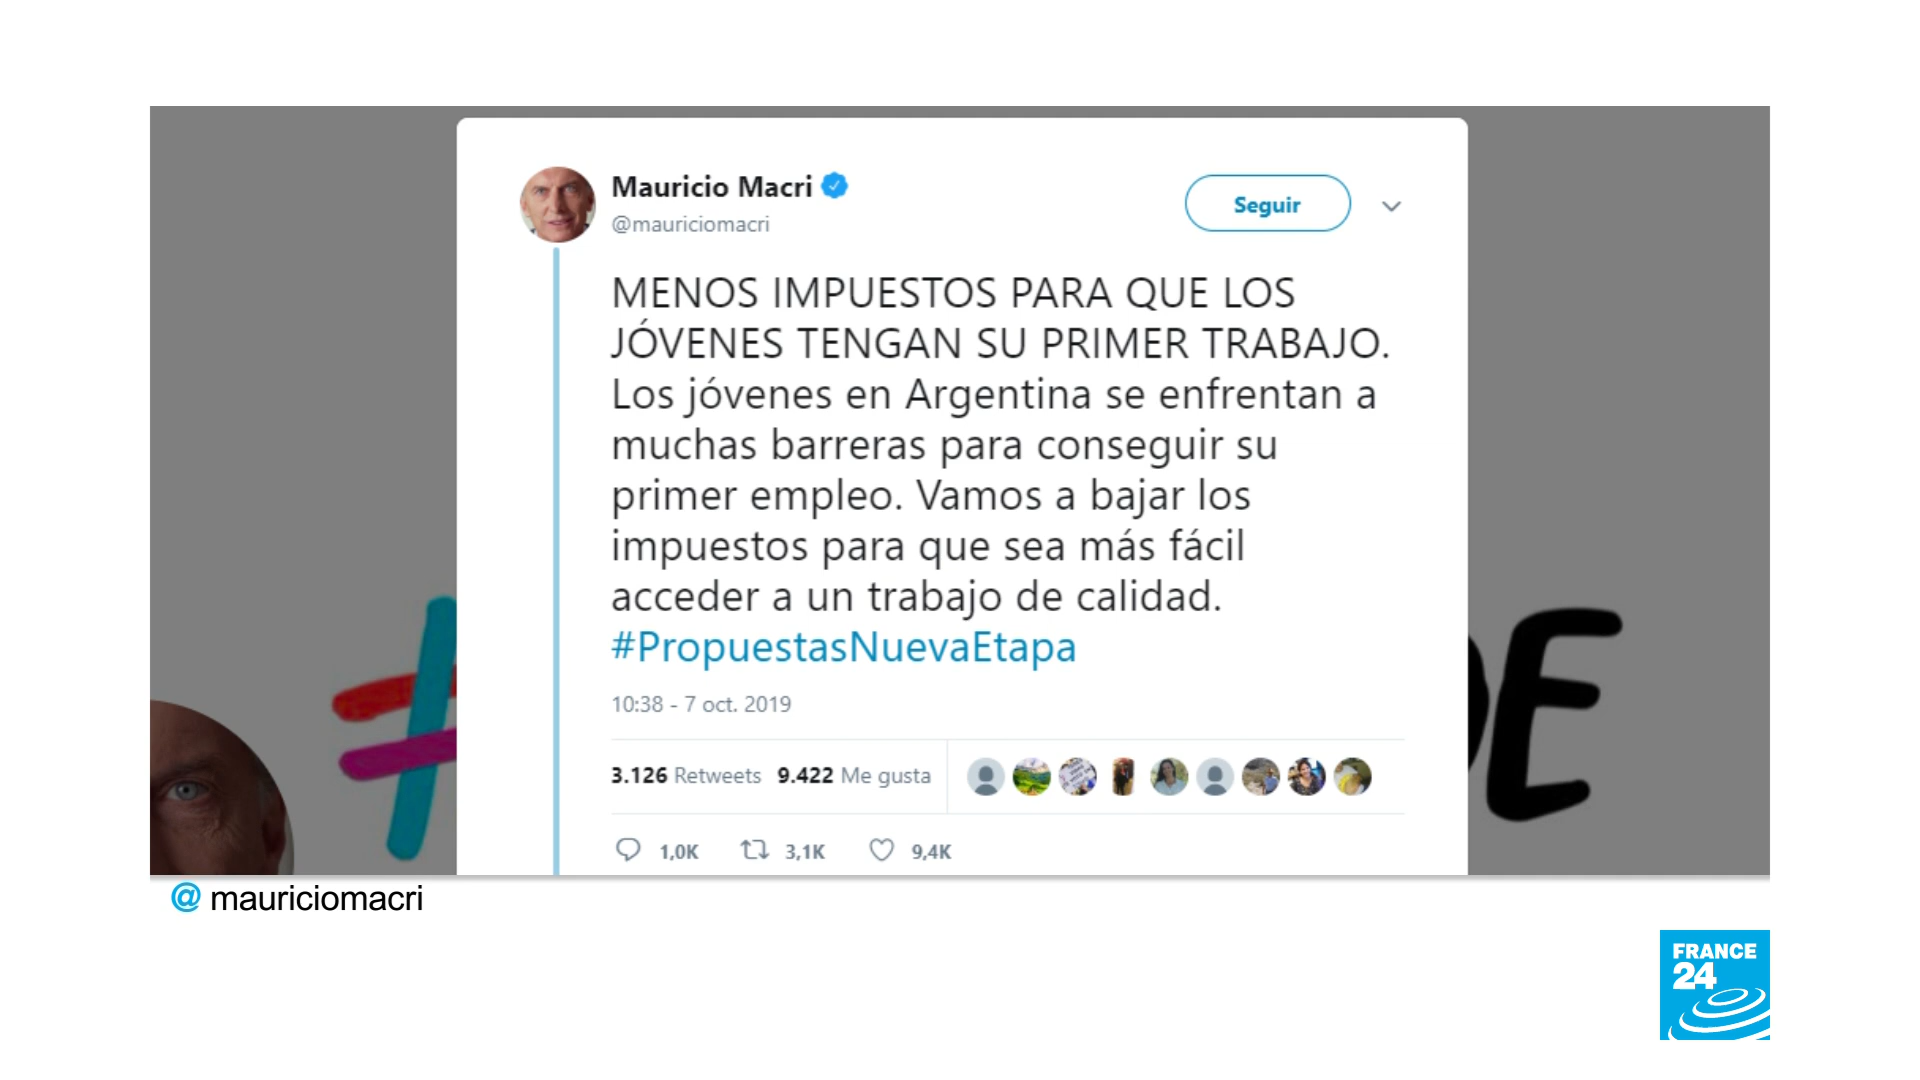 Mauricio Macri
@mauriciomacri
Seguir
MENOS IMPUESTOS PARA QUE LOS
JÓVENES TENGAN SU PRIMER TRABAJO.
Los jóvenes en Argentina se enfrentan a
muchas barreras para conseguir su
primer empleo. Vamos a bajar los
impuestos para que sea más fácil
acceder a un trabajo de calidad.
#PropuestasNuevaEtapa
10:38 - 7 oct. 2019
3.126 Retweets 9.422 Me gusta
1,0K 3,1K 9,4K
#
E
@ mauriciomacri
FRANCE
24